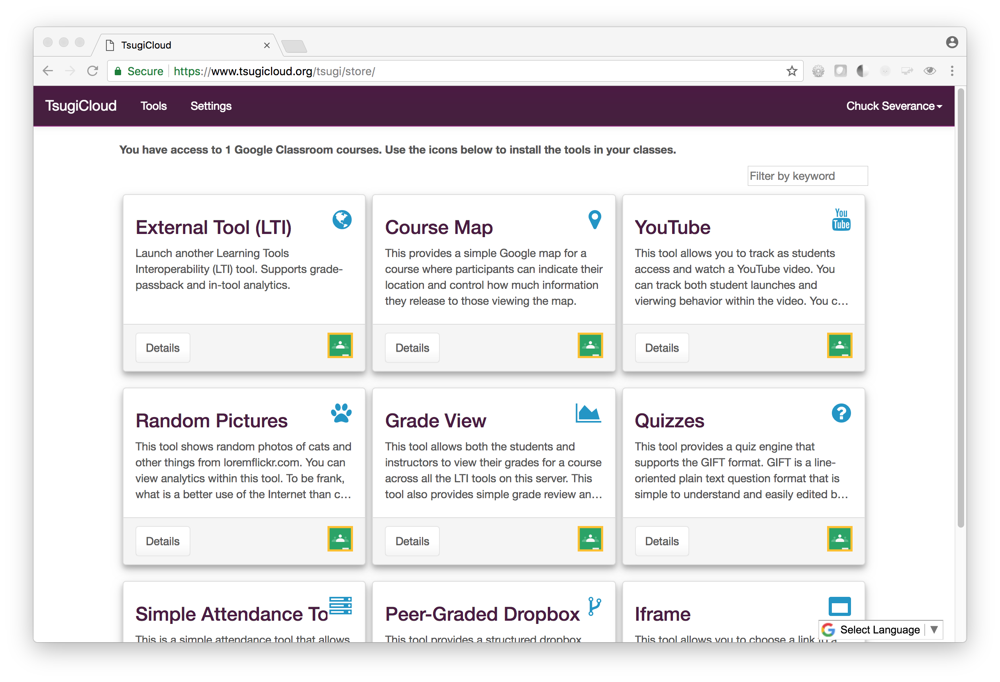 TsugiCloud
Secure https://www.tsugicloud.org/tsugi/store/
TsugiCloud Tools Settings Chuck Severance
You have access to 1 Google Classroom courses. Use the icons below to install the tools in your classes.
Filter by keyword
External Tool (LTI)
Launch another Learning Tools
Interoperability (LTI) tool. Supports grade-
passback and in-tool analytics.
Details
Course Map
This provides a simple Google map for a
course where participants can indicate their
location and control how much information
they release to those viewing the map.
Details
YouTube
You
Tube
This tool allows you to track as students
access and watch a YouTube video. You
can track both student launches and
vierwing behavior within the video. You c...
Details
Random Pictures
This tool shows random photos of cats and
other things from loremflickr.com. You can
view analytics within this tool. To be frank,
what is a better use of the Internet than c...
Details
Grade View
This tool allows both the students and
instructors to view their grades for a course
across all the LTI tools on this server. This
tool also provides simple grade review an...
Details
Quizzes
?
This tool provides a quiz engine that
supports the GIFT format. GIFT is a line-
oriented plain text question format that is
simple to understand and easily edited b...
Details
Simple Attendance To
This is a simple attendance tool that allows
Peer-Graded Dropbox
This tool provides a structured dropbox
Iframe
This tool allows you to choose a link to a
G Select Language